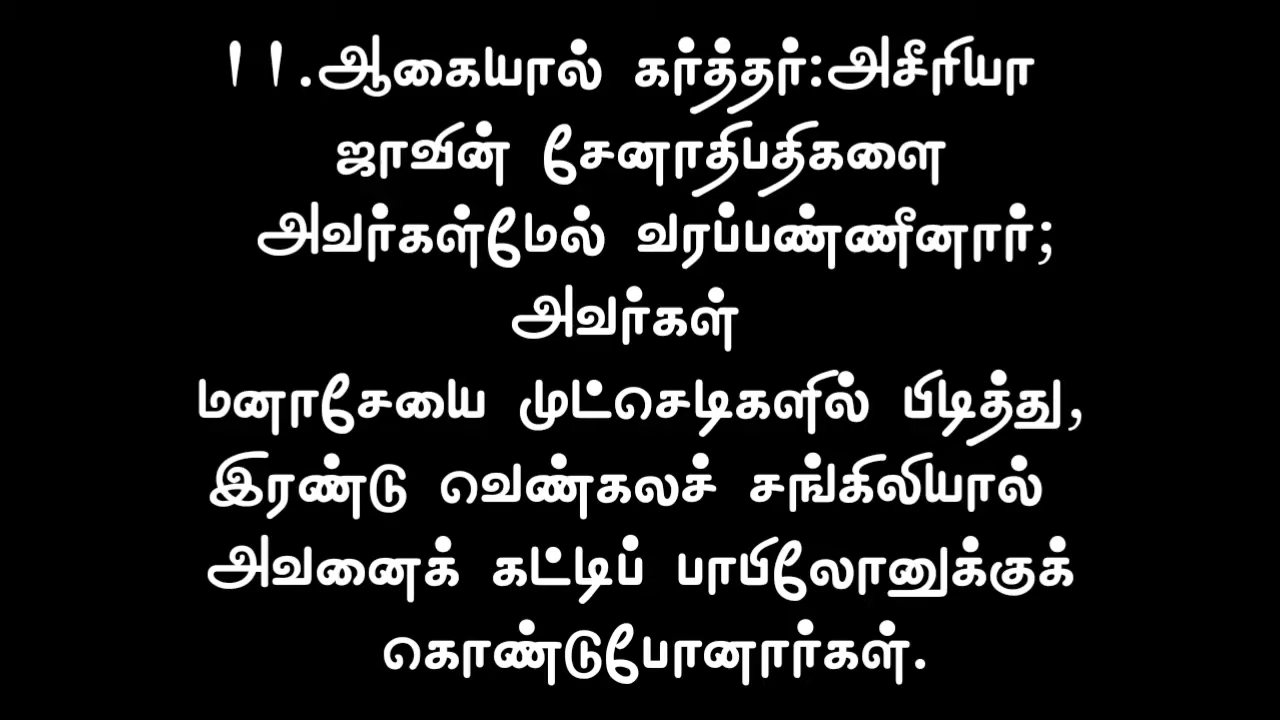 11.ஆகையால் கர்த்தர்:அசீரியா
ஜாவின் சேனாதிபதிகளை
அவர்கள்மேல் வரப்பண்ணீனார்;
அவர்கள்
மனாசேயை முட்செடிகளில் பிடித்து,
இரண்டு வெண்கலச் சங்கிலியால்
அவனைக் கட்டிப் பாபிலோனுக்குக்
கொண்டுபோனார்கள்.